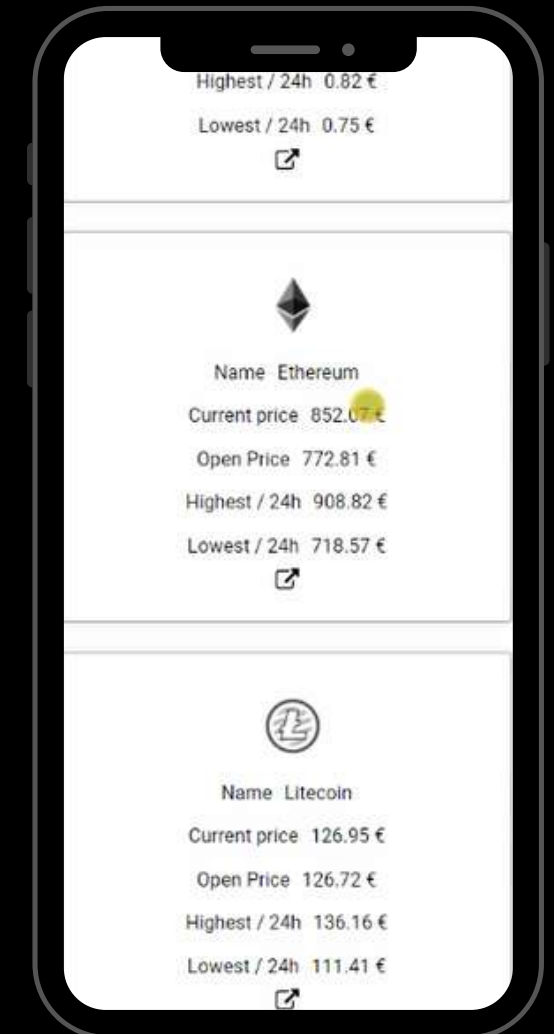 Highest / 24h 0.82 €
Lowest / 24h 0.75 €
Name Ethereum
Current price 852.07 €
Open Price 772.81 €
Highest / 24h 908.82 €
Lowest / 24h 718.57 €
Name Litecoin
Current price 126.95 €
Open Price 126.72 €
Highest / 24h 136.16 €
Lowest / 24h 111.41 €